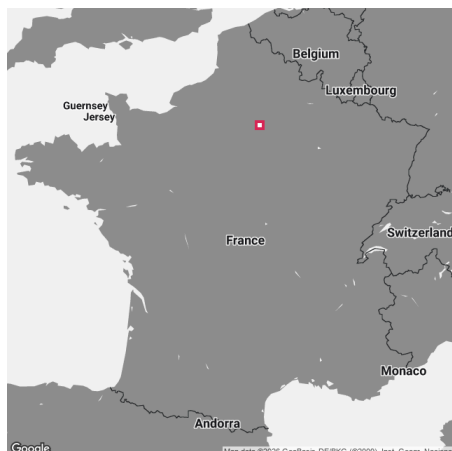 Belgium
Luxembourg
Guernsey
Jersey
Switzerland
France
Monaco
Andorra
Google